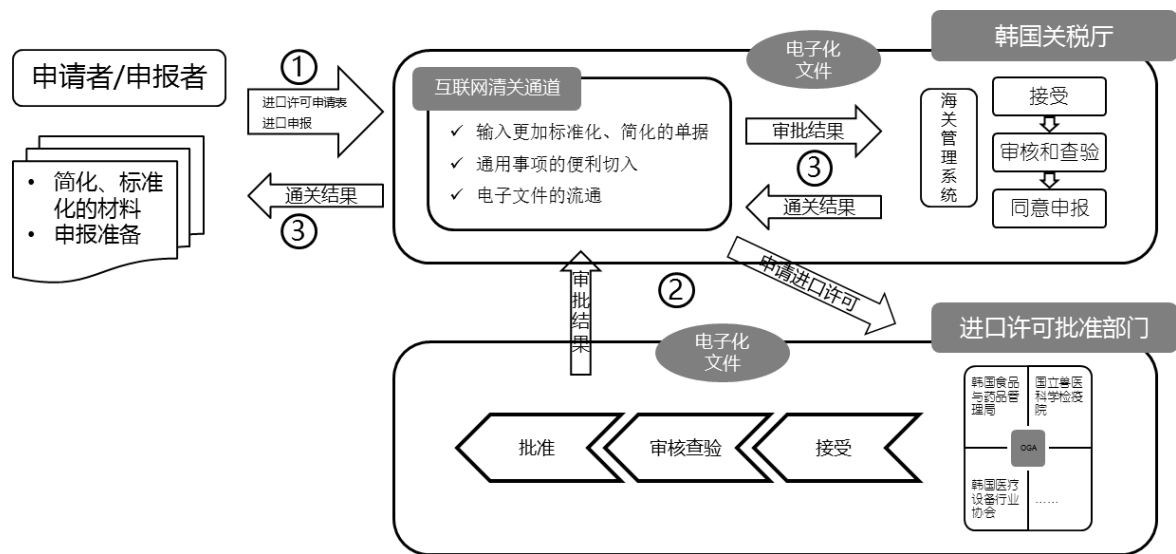 申请者/申报者
简化、标准
化的材料
申报准备
①
进口许可申请表
进口申报
通关结果
③
电子化
文件
韩国关税厅
互联网清关通道
输入更加标准化、简化的单据
通用事项的便利切入
电子文件的流通
审批结果
③
通关结果
海关管理系统
接受
审核和查验
同意申报
审批结果
②
申请进口许可
电子化
文件
进口许可批准部门
批准
审核查验
接受
韩国食品
与药品管
理局
国立兽医
科学检疫
院
OGA
韩国医疗
设备行业
协会
……